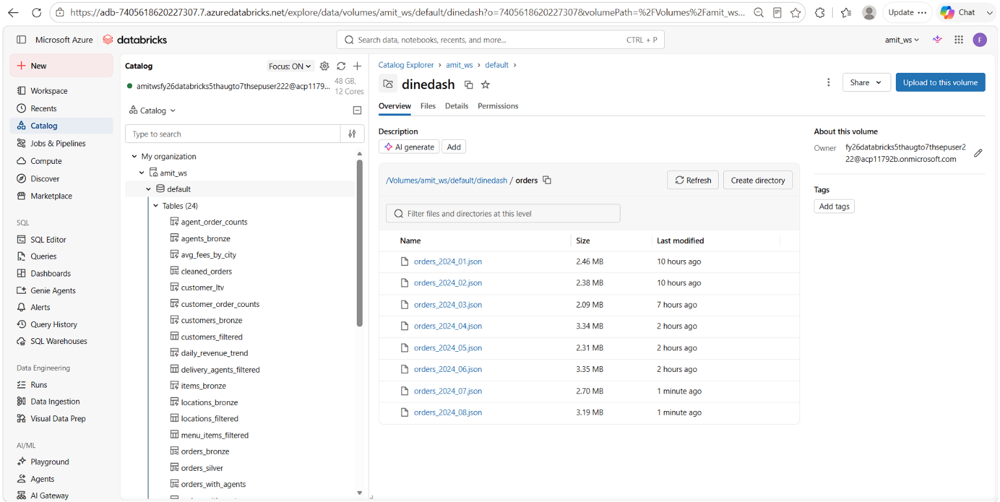 https://adb-7405618620227307.7.azuredatabricks.net/explore/data/volumes/amit_ws/default/dinedash?o=7405618620227307&volumePath=%2FVolumes%2Famit_ws...
Update
Chat
Microsoft Azure
databricks
Search data, notebooks, recents, and more...
CTRL + P
amit_ws
F
New
Workspace
Recents
Catalog
Jobs & Pipelines
Compute
Discover
Marketplace
SQL
SQL Editor
Queries
Dashboards
Genie Agents
Alerts
Query History
SQL Warehouses
Data Engineering
Runs
Data Ingestion
Visual Data Prep
AI/ML
Playground
Agents
AI Gateway
Catalog
Focus: ON
amitwsfy26databricks5thaugto7thsepuser222@acp1179...
48 GB,
12 Cores
Catalog
Type to search
My organization
amit_ws
default
Tables (24)
agent_order_counts
agents_bronze
avg_fees_by_city
cleaned_orders
customer_ltv
customer_order_counts
customers_bronze
customers_filtered
daily_revenue_trend
delivery_agents_filtered
items_bronze
locations_bronze
locations_filtered
menu_items_filtered
orders_bronze
orders_silver
orders_with_agents
Catalog Explorer > amit_ws > default >
dinedash
Share
Upload to this volume
Overview Files Details Permissions
Description
AI generate
Add
/Volumes/amit_ws/default/dinedash / orders
Refresh
Create directory
Filter files and directories at this level
Name Size Last modified
orders_2024_01.json 2.46 MB 10 hours ago
orders_2024_02.json 2.38 MB 10 hours ago
orders_2024_03.json 2.09 MB 7 hours ago
orders_2024_04.json 3.34 MB 2 hours ago
orders_2024_05.json 2.31 MB 2 hours ago
orders_2024_06.json 3.35 MB 2 hours ago
orders_2024_07.json 2.70 MB 1 minute ago
orders_2024_08.json 3.19 MB 1 minute ago
About this volume
Owner fy26databricks5thaugto7thsepuser2
22@acp11792b.onmicrosoft.com
Tags
Add tags